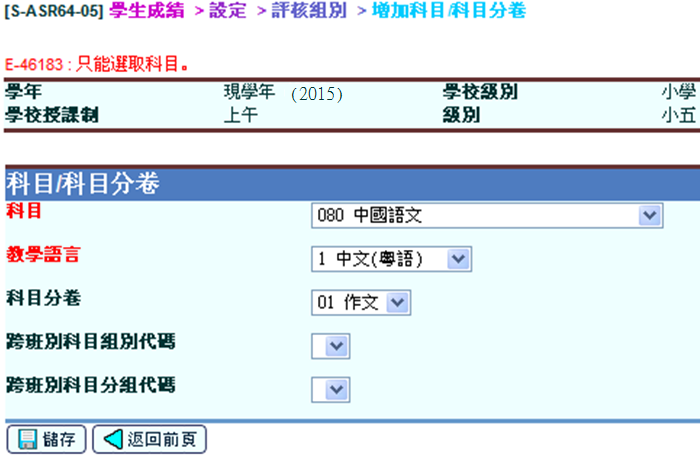 [S-ASR64-05] 學生成績 > 設定 > 評核組別 > 增加科目/科目分卷
E-46183 : 只能選取科目。
學年 現學年 (2015) 學校級別 小學
學校授課制 上午 級別 小五
科目/科目分卷
科目 080 中國語文
教學語言 1 中文(粵語)
科目分卷 01 作文
跨班別科目組別代碼
跨班別科目分組代碼
儲存 返回前頁